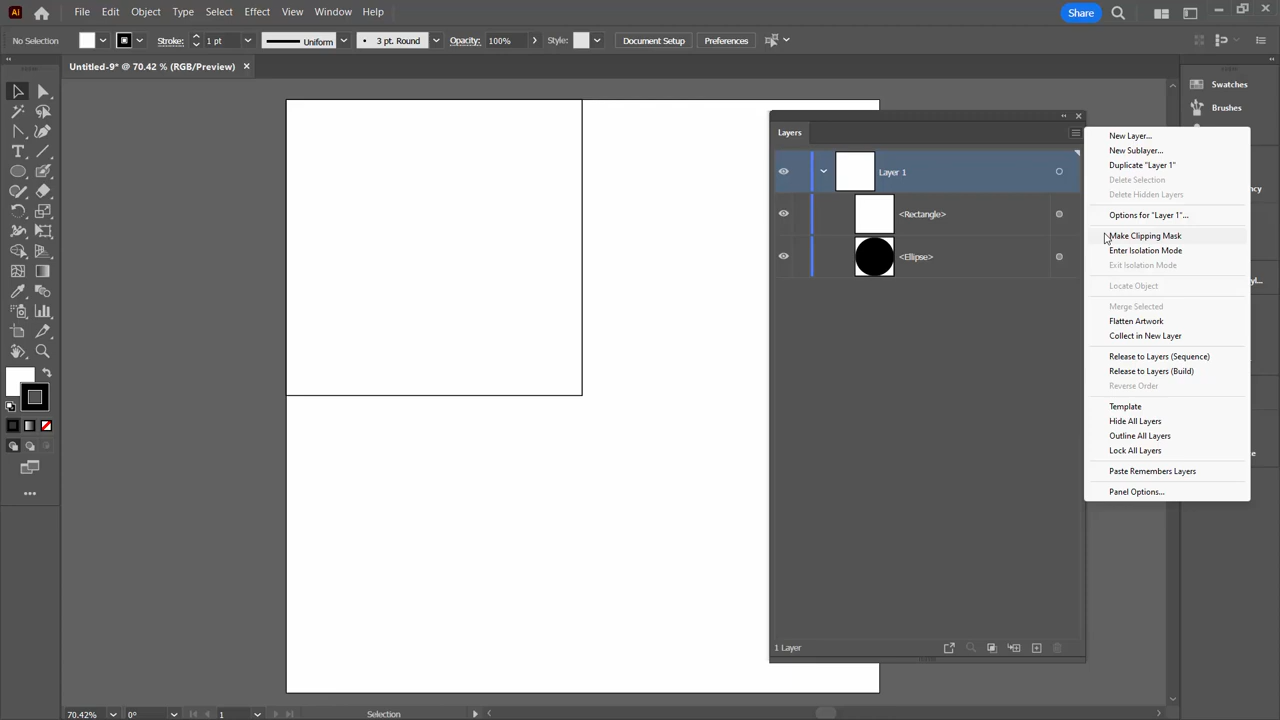 Ai File Edit Object Type Select Effect View Window Help Share
No Selection Stroke: 1 pt Uniform 3 pt. Round Opacity: 100% Style: Document Setup Preferences
Untitled-9* @ 70.42 % (RGB/Preview)
Swatches
Brushes
Layers
Layer 1
<Rectangle>
<Ellipse>
1 Layer
New Layer...
New Sublayer...
Duplicate "Layer 1"
Delete Selection
Delete Hidden Layers
Options for "Layer 1"...
Make Clipping Mask
Enter Isolation Mode
Exit Isolation Mode
Locate Object
Merge Selected
Flatten Artwork
Collect in New Layer
Release to Layers (Sequence)
Release to Layers (Build)
Reverse Order
Template
Hide All Layers
Outline All Layers
Lock All Layers
Paste Remembers Layers
Panel Options...
70.42% 0° 1 Selection